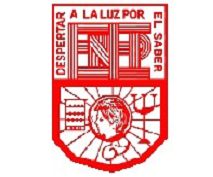 DESPERTAR A LA LUZ POR EL SABER
ENP